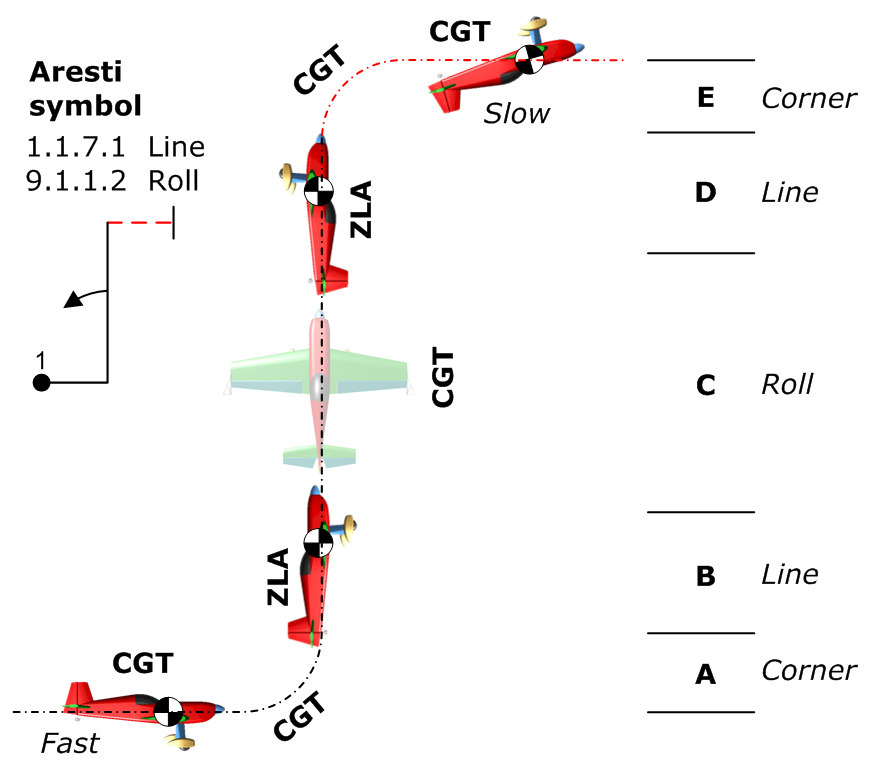 Aresti
symbol
1.1.7.1 Line
9.1.1.2 Roll
1
CGT
CGT
Slow
ZLA
CGT
ZLA
CGT
CGT
Fast
E Corner
D Line
C Roll
B Line
A Corner